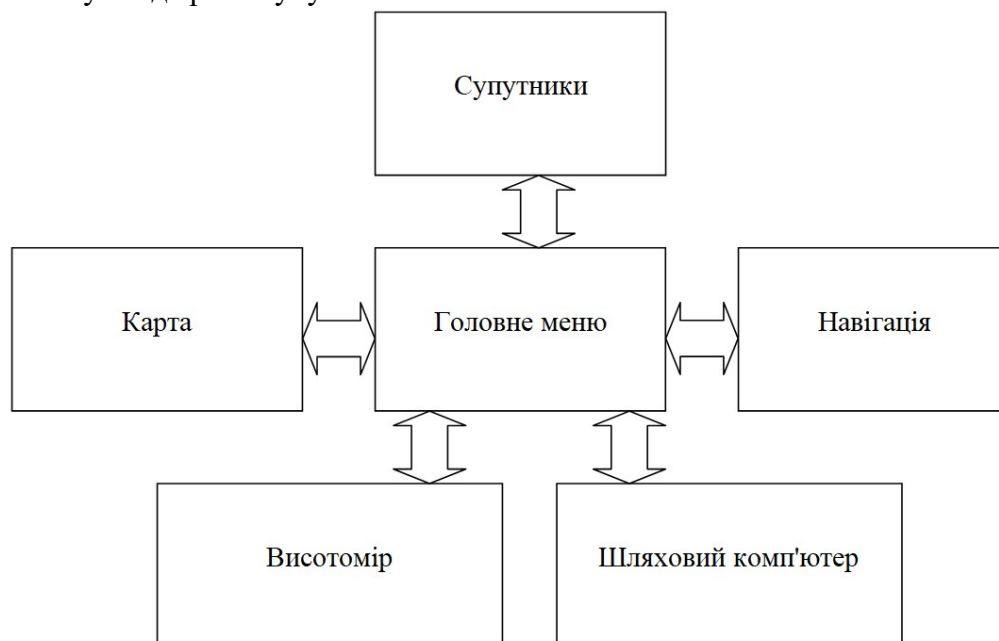 Супутники
Карта
Головне меню
Навігація
Висотомір
Шляховий комп'ютер